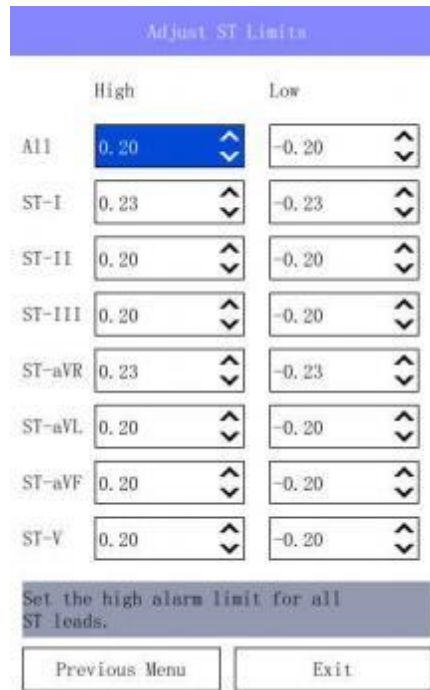 Adjust ST Limits
High Low
All 0.20 -0.20
ST-I 0.23 -0.23
ST-II 0.20 -0.20
ST-III 0.20 -0.20
ST-aVR 0.23 -0.23
ST-aVL 0.20 -0.20
ST-aVF 0.20 -0.20
ST-V 0.20 -0.20
Set the high alarm limit for all
ST leads.
Previous Menu Exit